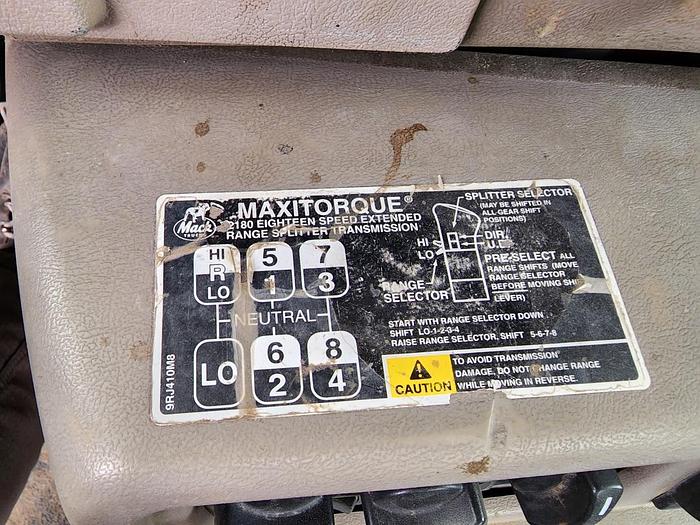 Mack
TRUCKS
MAXITORQUE®
2180 EIGHTEEN SPEED EXTENDED
RANGE SPLITTER TRANSMISSION
SPLITTER SELECTOR
(MAY BE SHIFTED IN
ALL GEAR SHIFT
POSITIONS)
HI
R
LO
5
1
7
3
NEUTRAL
LO
6
2
8
4
HI
LO
DIR.
RANGE
SELECTOR
PRE-SELECT ALL
RANGE SHIFTS (MOVE
RANGE SELECTOR
BEFORE MOVING
LEVER)
START WITH RANGE SELECTOR DOWN
SHIFT LO-1-2-3-4
RAISE RANGE SELECTOR, SHIFT 5-6-7-8
CAUTION
TO AVOID TRANSMISSION
DAMAGE, DO NOT CHANGE RANGE
WHILE MOVING IN REVERSE.
9RJ410M8